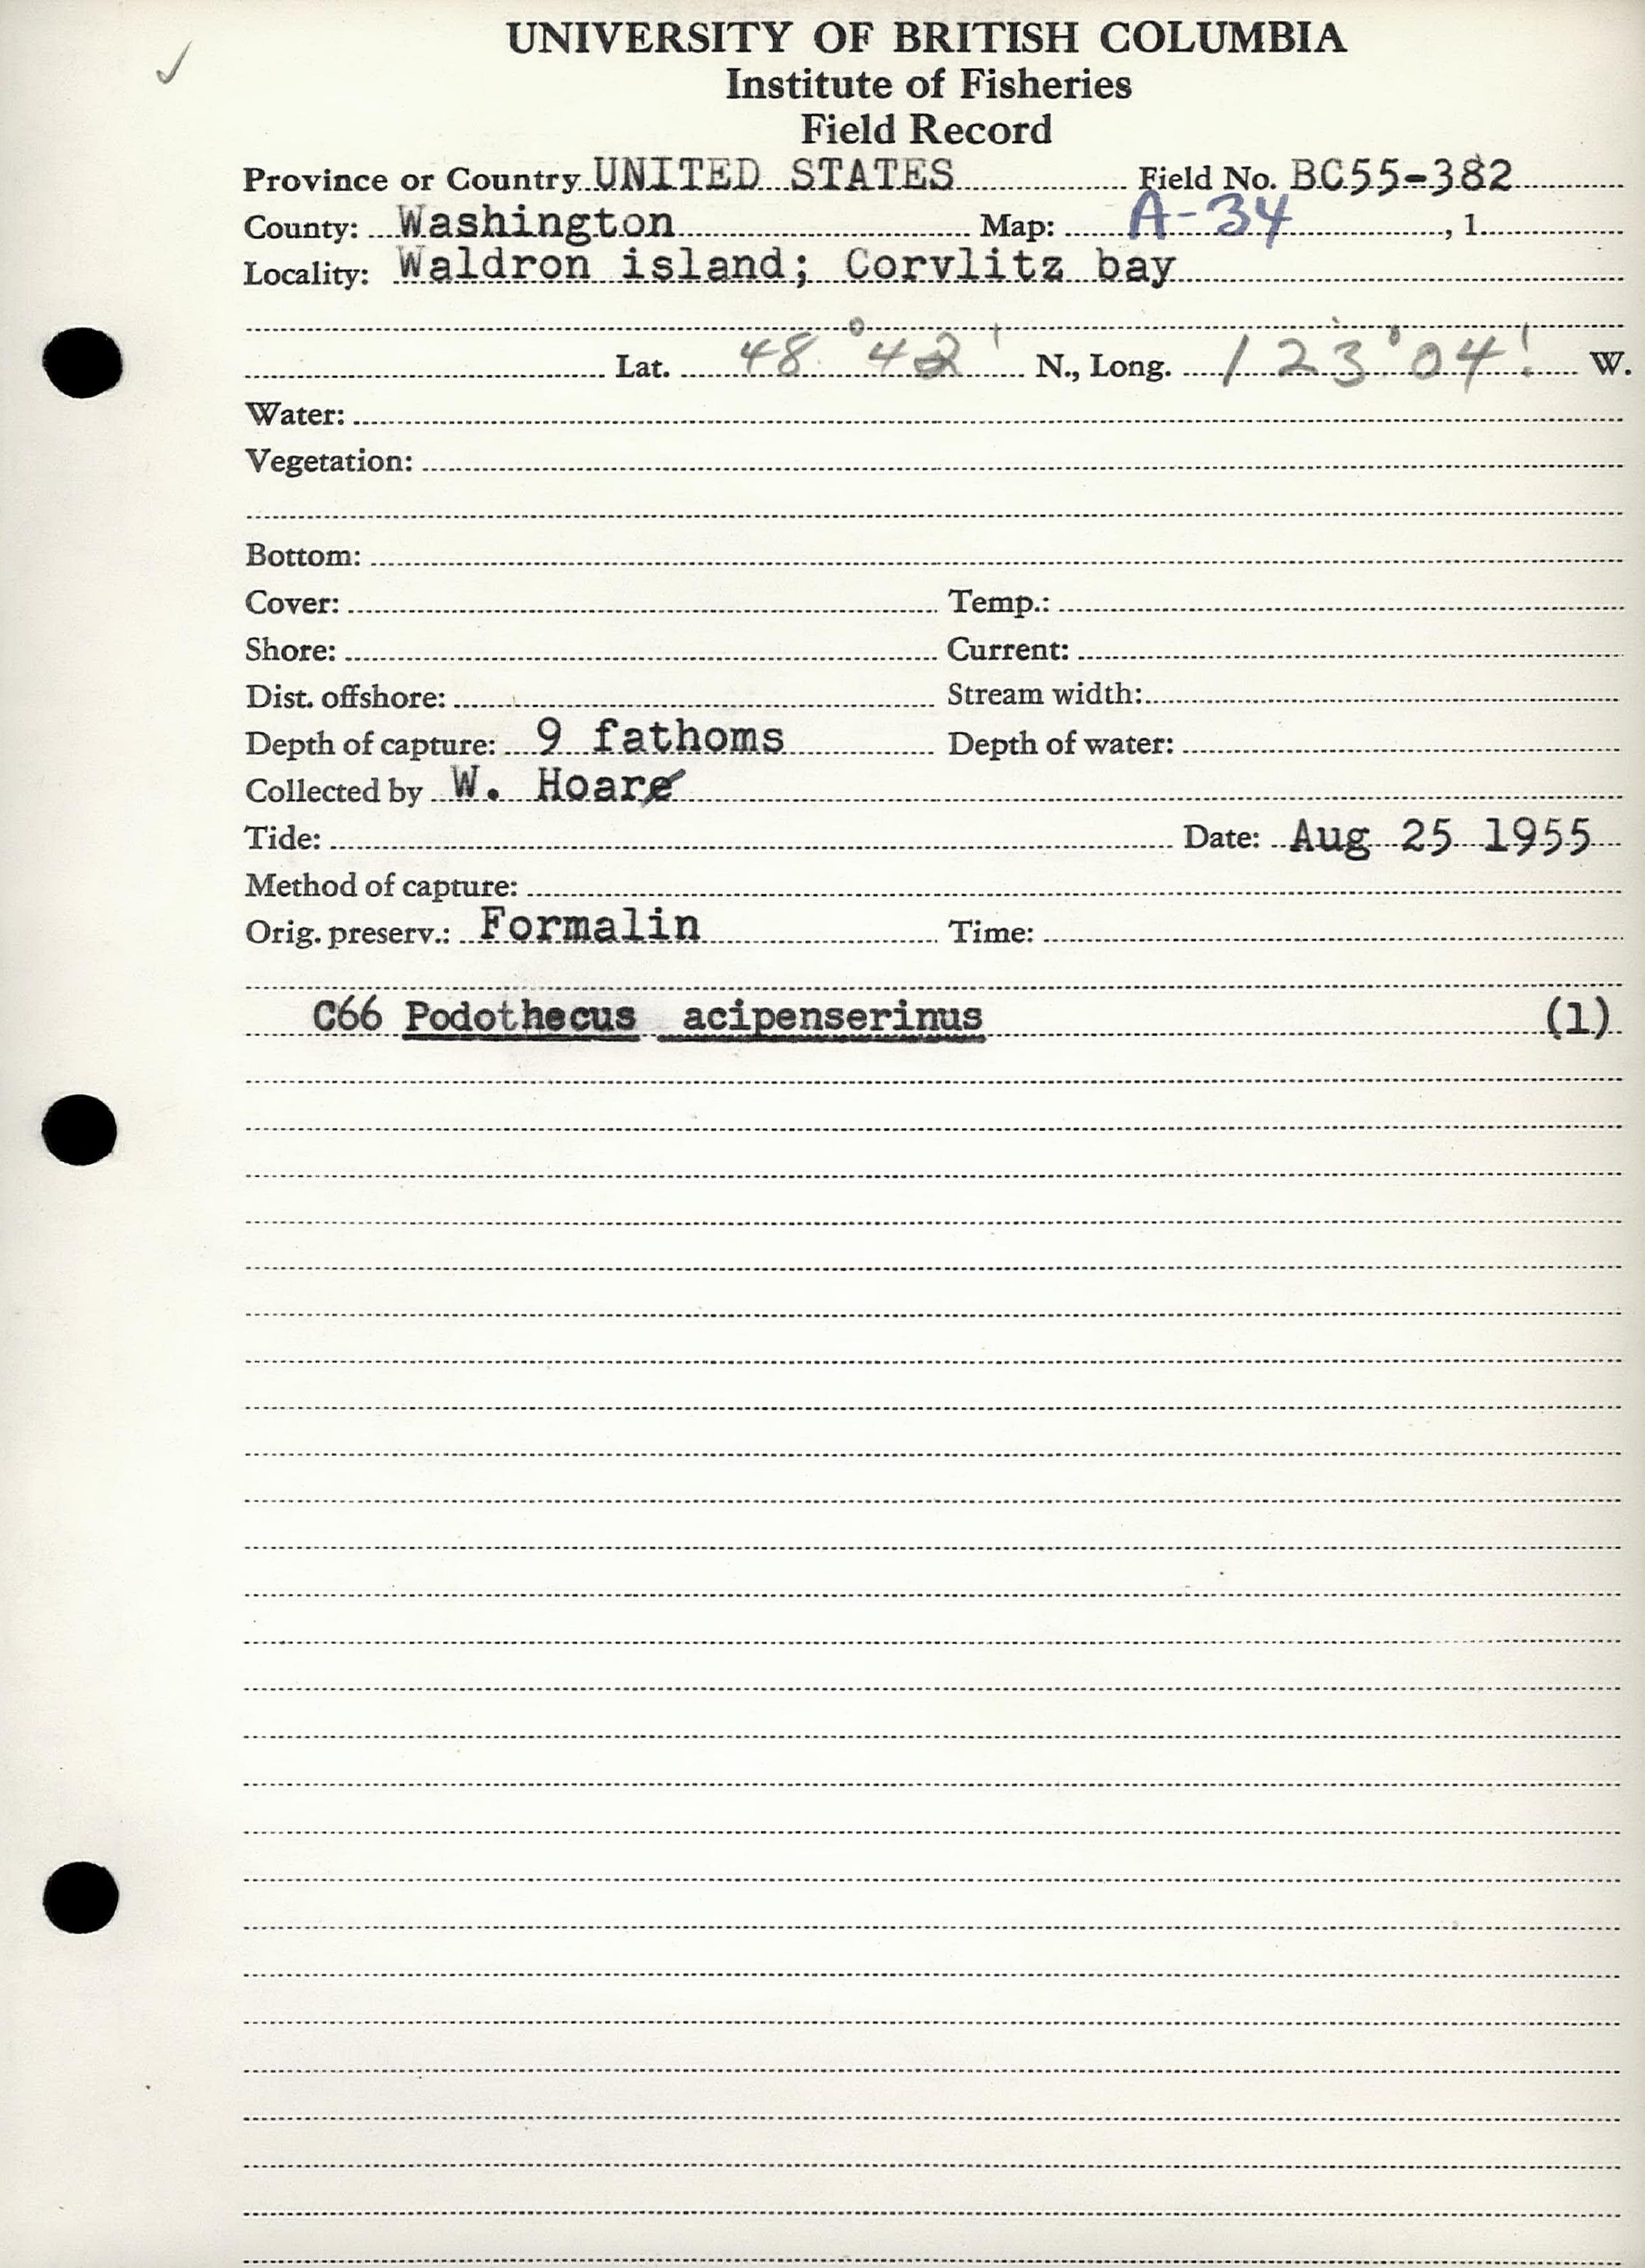 UNIVERSITY OF BRITISH COLUMBIA
Institute of Fisheries
Field Record
Province or Country UNITED STATES Field No. BC55-382
County: Washington Map: A-34, 1
Locality: Waldron island; Corvlitz bay
Lat. 48°42' N., Long. 123°04' W.
Water:
Vegetation:
Bottom:
Cover: Temp.:
Shore: Current:
Dist. offshore: Stream width:
Depth of capture: 9 fathoms Depth of water:
Collected by W. Hoare
Tide: Date: Aug 25 1955
Method of capture:
Orig. preserv.: Formalin Time:
C66 Podothecus acipenserinus (1)